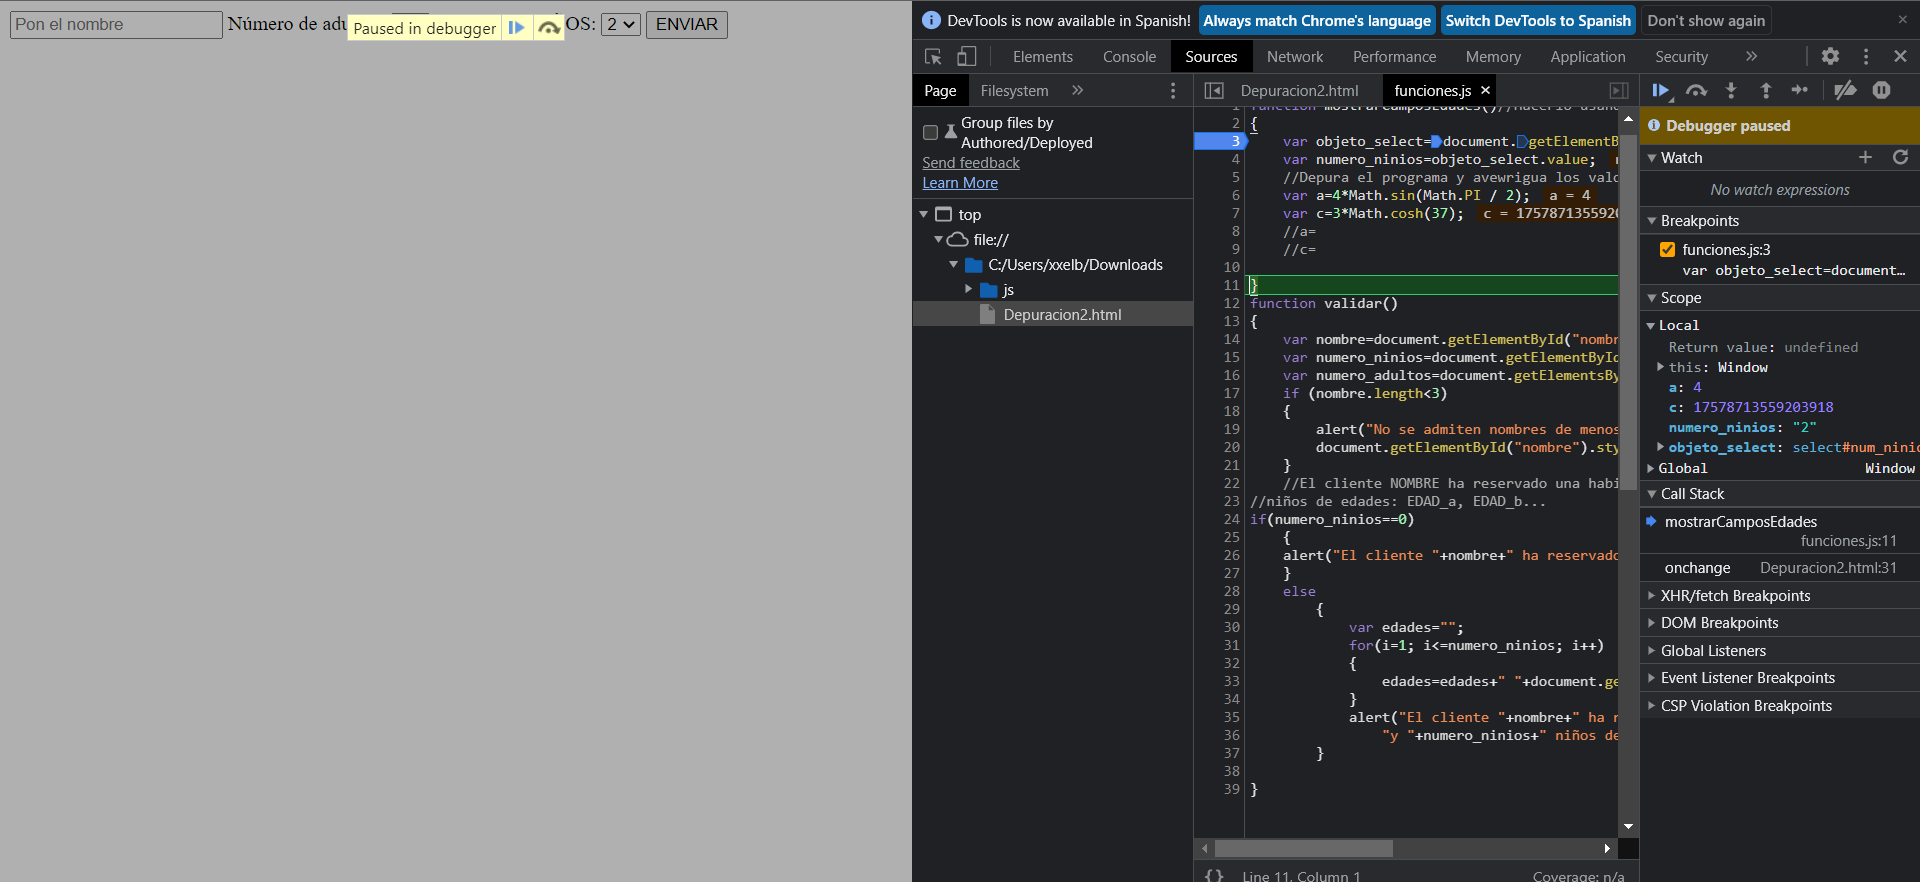 Pon el nombre Número de adu OS: 2 ENVIAR
Paused in debugger
DevTools is now available in Spanish! Always match Chrome's language Switch DevTools to Spanish Don't show again
Elements Console Sources Network Performance Memory Application Security
Page Filesystem
Group files by
Authored/Deployed
Send feedback
Learn More
top
file://
C:/Users/xxelb/Downloads
js
Depuracion2.html
Depuracion2.html funciones.js
2 {
3 var objeto_select=document.getElementB
4 var numero_ninios=objeto_select.value;
5 //Depura el programa y avewrigua los valo
6 var a=4*Math.sin(Math.PI / 2); a = 4
7 var c=3*Math.cosh(37); c = 1757871355920
8 //a=
9 //c=
10
11 }
12 function validar()
13 {
14 var nombre=document.getElementById("nombr
15 var numero_ninios=document.getElementById
16 var numero_adultos=document.getElementsBy
17 if (nombre.length<3)
18 {
19 alert("No se admiten nombres de menos
20 document.getElementById("nombre").sty
21 }
22 //El cliente NOMBRE ha reservado una habi
23 //niños de edades: EDAD_a, EDAD_b...
24 if(numero_ninios==0)
25 {
26 alert("El cliente "+nombre+" ha reservado
27 }
28 else
29 {
30 var edades="";
31 for(i=1; i<=numero_ninios; i++)
32 {
33 edades=edades+" "+document.ge
34 }
35 alert("El cliente "+nombre+" ha r
36 "y "+numero_ninios+" niños de
37 }
38
39 }
{} Line 11, Column 1 Coverage: n/a
Debugger paused
Watch
No watch expressions
Breakpoints
funciones.js:3
var objeto_select=document…
Scope
Local
Return value: undefined
this: Window
a: 4
c: 17578713559203918
numero_ninios: "2"
objeto_select: select#num_ninio
Global Window
Call Stack
mostrarCamposEdades
funciones.js:11
onchange Depuracion2.html:31
XHR/fetch Breakpoints
DOM Breakpoints
Global Listeners
Event Listener Breakpoints
CSP Violation Breakpoints